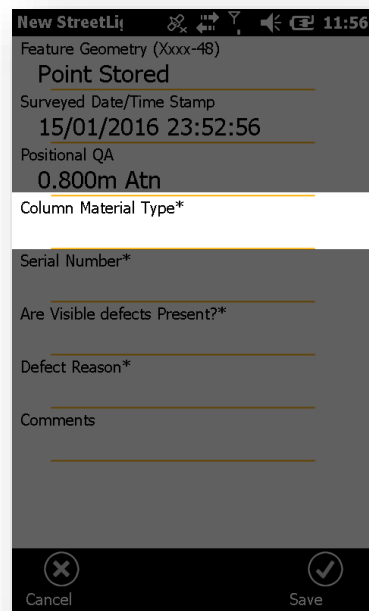 New StreetLig 11:56
Feature Geometry (Xxxx-48)
Point Stored
Surveyed Date/Time Stamp
15/01/2016 23:52:56
Positional QA
0.800m Atn
Column Material Type*
Serial Number*
Are Visible defects Present?*
Defect Reason*
Comments
Cancel Save